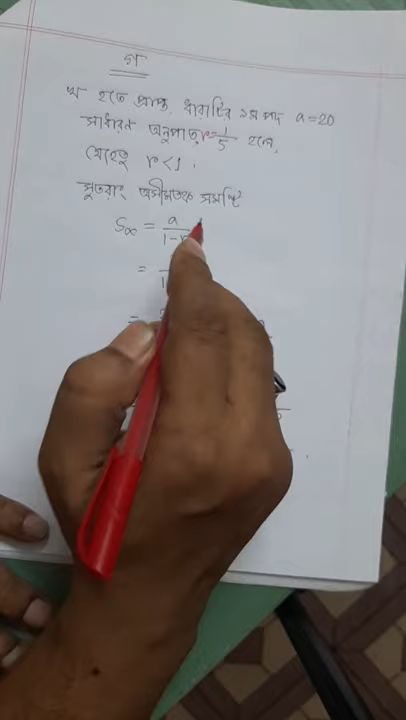 গ
খ হতে প্রাপ্ত, ধারাটির ১ম পদ a = 20
সাধারণ অনুপাত, r = 1/5 হলে,
যেহেতু r < 1.
সুতরাং অসীমতক সমষ্টি
S∞ = a/1-r
=
=